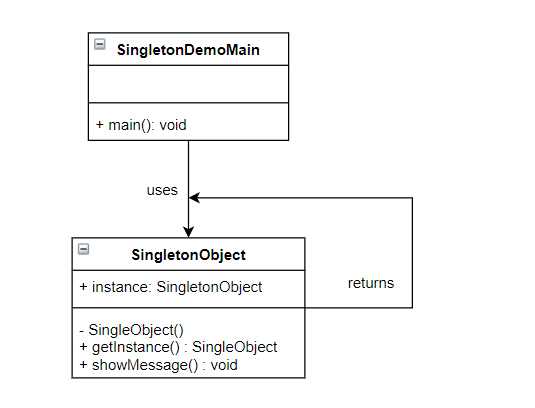 SingletonDemoMain
+ main(): void
uses
SingletonObject
+ instance: SingletonObject
returns
- SingleObject()
+ getInstance() : SingleObject
+ showMessage() : void